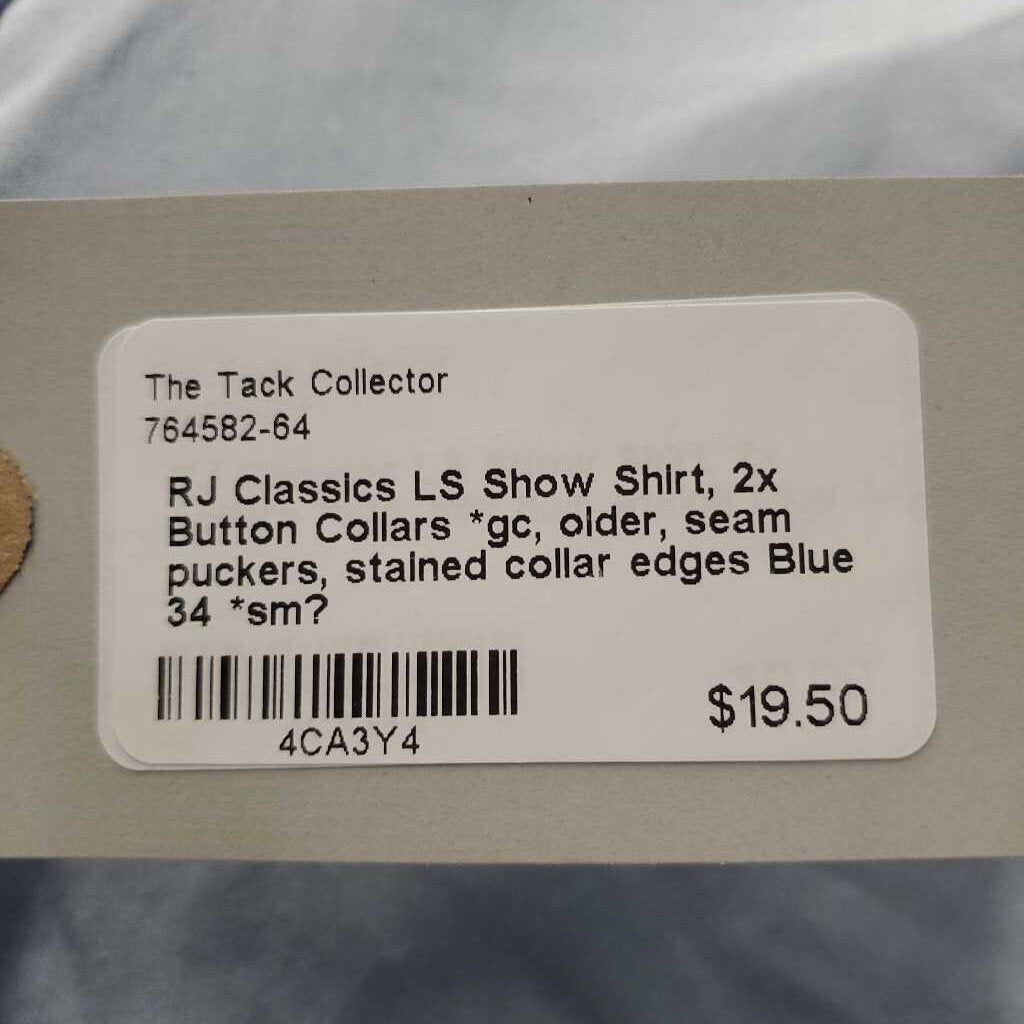 The Tack Collector
764582-64
RJ Classics LS Show Shirt, 2x
Button Collars *gc, older, seam
puckers, stained collar edges Blue
34 *sm?
4CA3Y4
$19.50